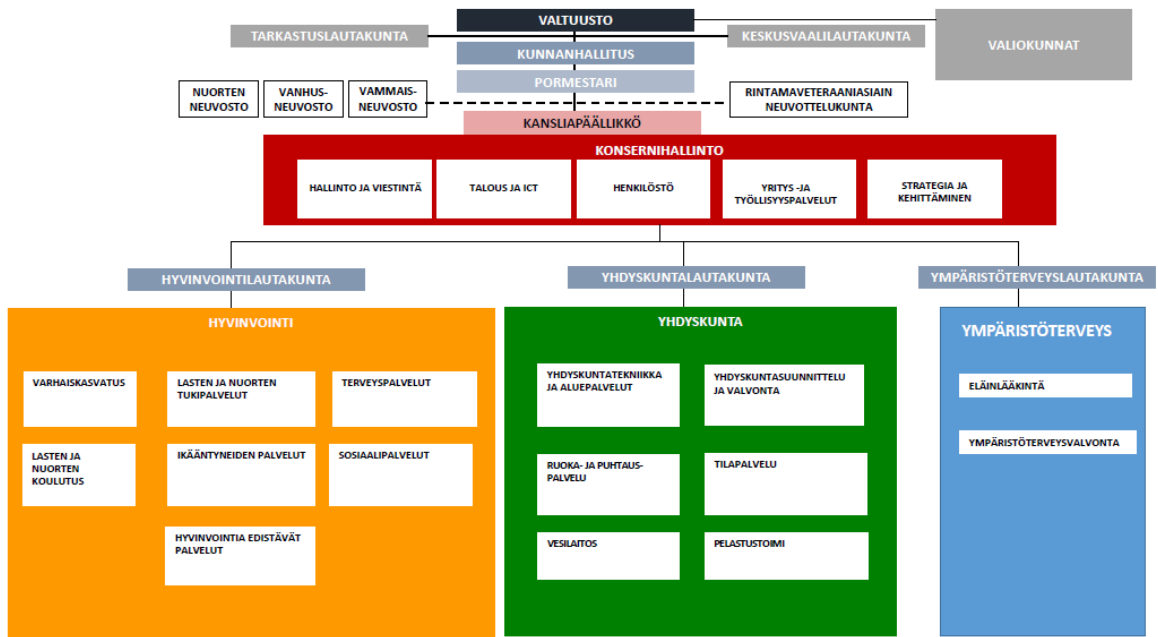 VALTUUSTO
TARKASTUSLAUTAKUNTA
KESKUSVAALILAUTAKUNTA
VALIOKUNNAT
KUNNANHALLITUS
PORMESTARI
NUORTEN
NEUVOSTO
VANHUS-
NEUVOSTO
VAMMAIS-
NEUVOSTO
RINTAMAVETERAANIASIAIN
NEUVOTTELUKUNTA
KANSLIAPÄÄLLIKKÖ
KONSERNIHALLINTO
HALLINTO JA VIESTINTÄ
TALOUS JA ICT
HENKILÖSTÖ
YRITYS -JA
TYÖLLISYYSPALVELUT
STRATEGIA JA
KEHITTÄMINEN
HYVINVOINTILAUTAKUNTA
YHDYSKUNTALAUTAKUNTA
YMPÄRISTÖTERVEYSLAUTAKUNTA
HYVINVOINTI
VARHAISKASVATUS
LASTEN JA NUORTEN
TUKIPALVELUT
TERVEYSPALVELUT
LASTEN JA
NUORTEN
KOULUTUS
IKÄÄNTYNEIDEN PALVELUT
SOSIAALIPALVELUT
HYVINVOINTIA EDISTÄVÄT
PALVELUT
YHDYSKUNTA
YHDYSKUNTATEKNIIKKA
JA ALUEPALVELUT
YHDYSKUNTASUUNNITTELU
JA VALVONTA
RUOKA- JA PUHTAUS-
PALVELU
TILAPALVELU
VESILAITOS
PELASTUSTOIMI
YMPÄRISTÖTERVEYS
ELÄINLÄÄKINTÄ
YMPÄRISTÖTERVEYSVALVONTA